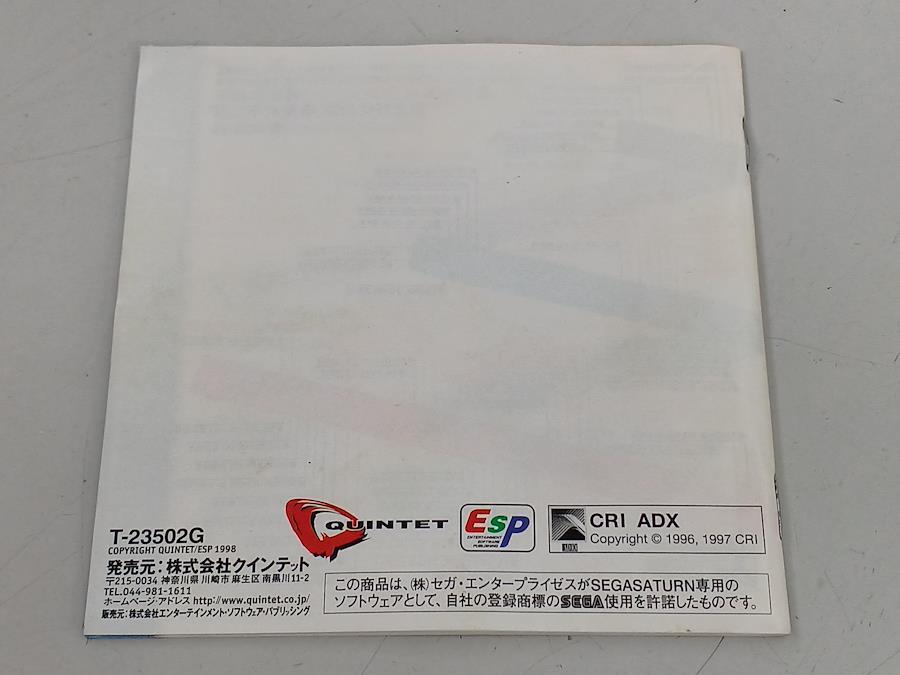 T-23502G
COPYRIGHT QUINTET/ESP 1998
発売元：株式会社クインテット
〒215-0034 神奈川県 川崎市 麻生区 南黒川11-2
TEL.044-981-1611
ホームページ・アドレス http://www.quintet.co.jp/
販売元：株式会社エンターテインメント・ソフトウェア・パブリッシング
QUINTET
ESP
ENTERTAINMENT
SOFTWARE
PUBLISHING
ADX
CRI ADX
Copyright © 1996, 1997 CRI
この商品は、(株)セガ・エンタープライゼスがSEGASATURN専用の
ソフトウェアとして、自社の登録商標のSEGA使用を許諾したものです。